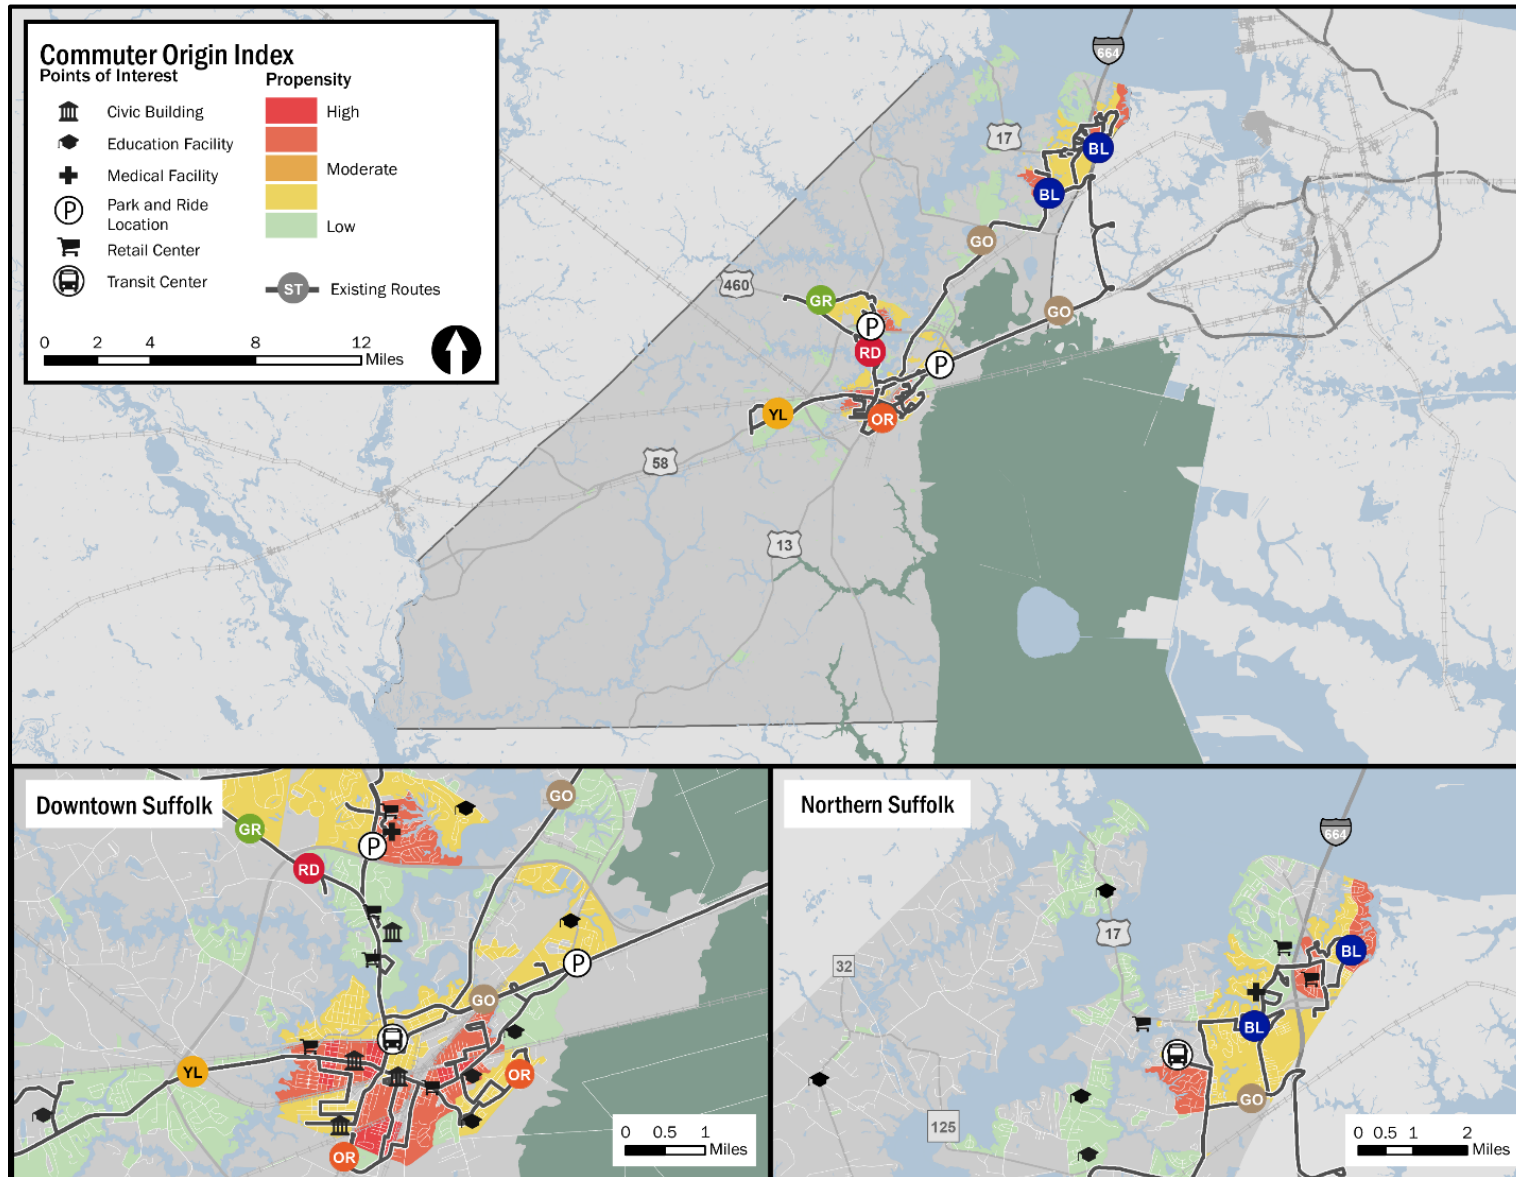 Commuter Origin Index
Points of Interest
Propensity
Civic Building
High
Education Facility
Medical Facility
Moderate
Park and Ride
Location
Retail Center
Low
Transit Center
ST
Existing Routes
0 2 4 8 12
Miles
664
17
BL
BL
GO
460
GR
P
GO
RD
P
YL
OR
58
13
Downtown Suffolk
GO
GR
P
RD
P
GO
YL
OR
OR
0 0.5 1
Miles
Northern Suffolk
664
17
32
BL
BL
GO
125
0 0.5 1 2
Miles